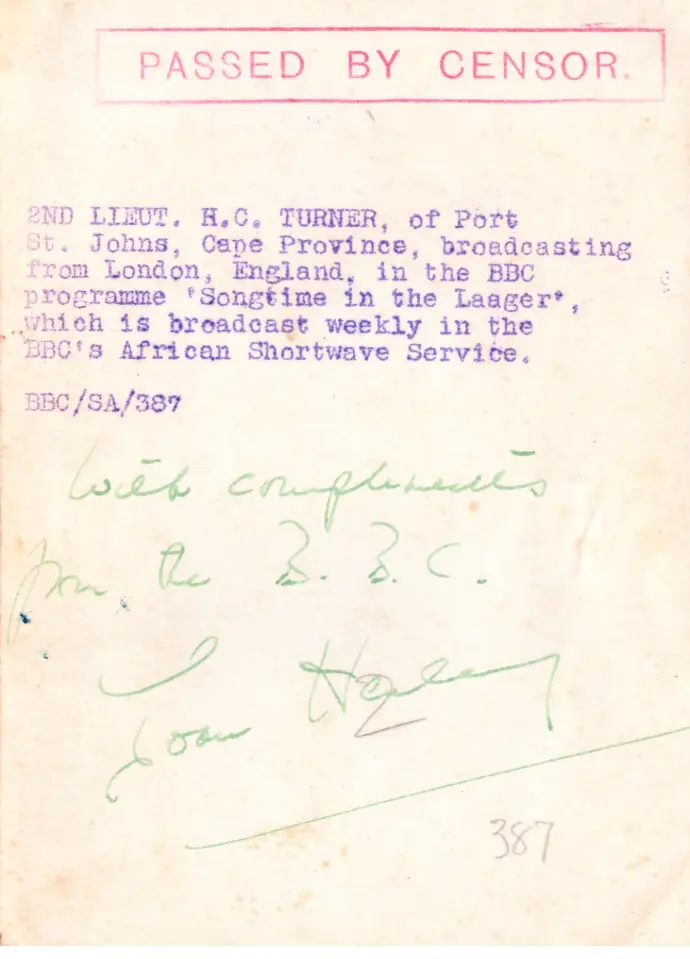 PASSED BY CENSOR.
2ND LIEUT. H.C. TURNER, of Port
St. Johns, Cape Province, broadcasting
from London, England, in the BBC
programme 'Songtime in the Laager',
which is broadcast weekly in the
BBC's African Shortwave Service.
BBC/SA/387
With compliments
from the B.B.C.
Joan
2
387